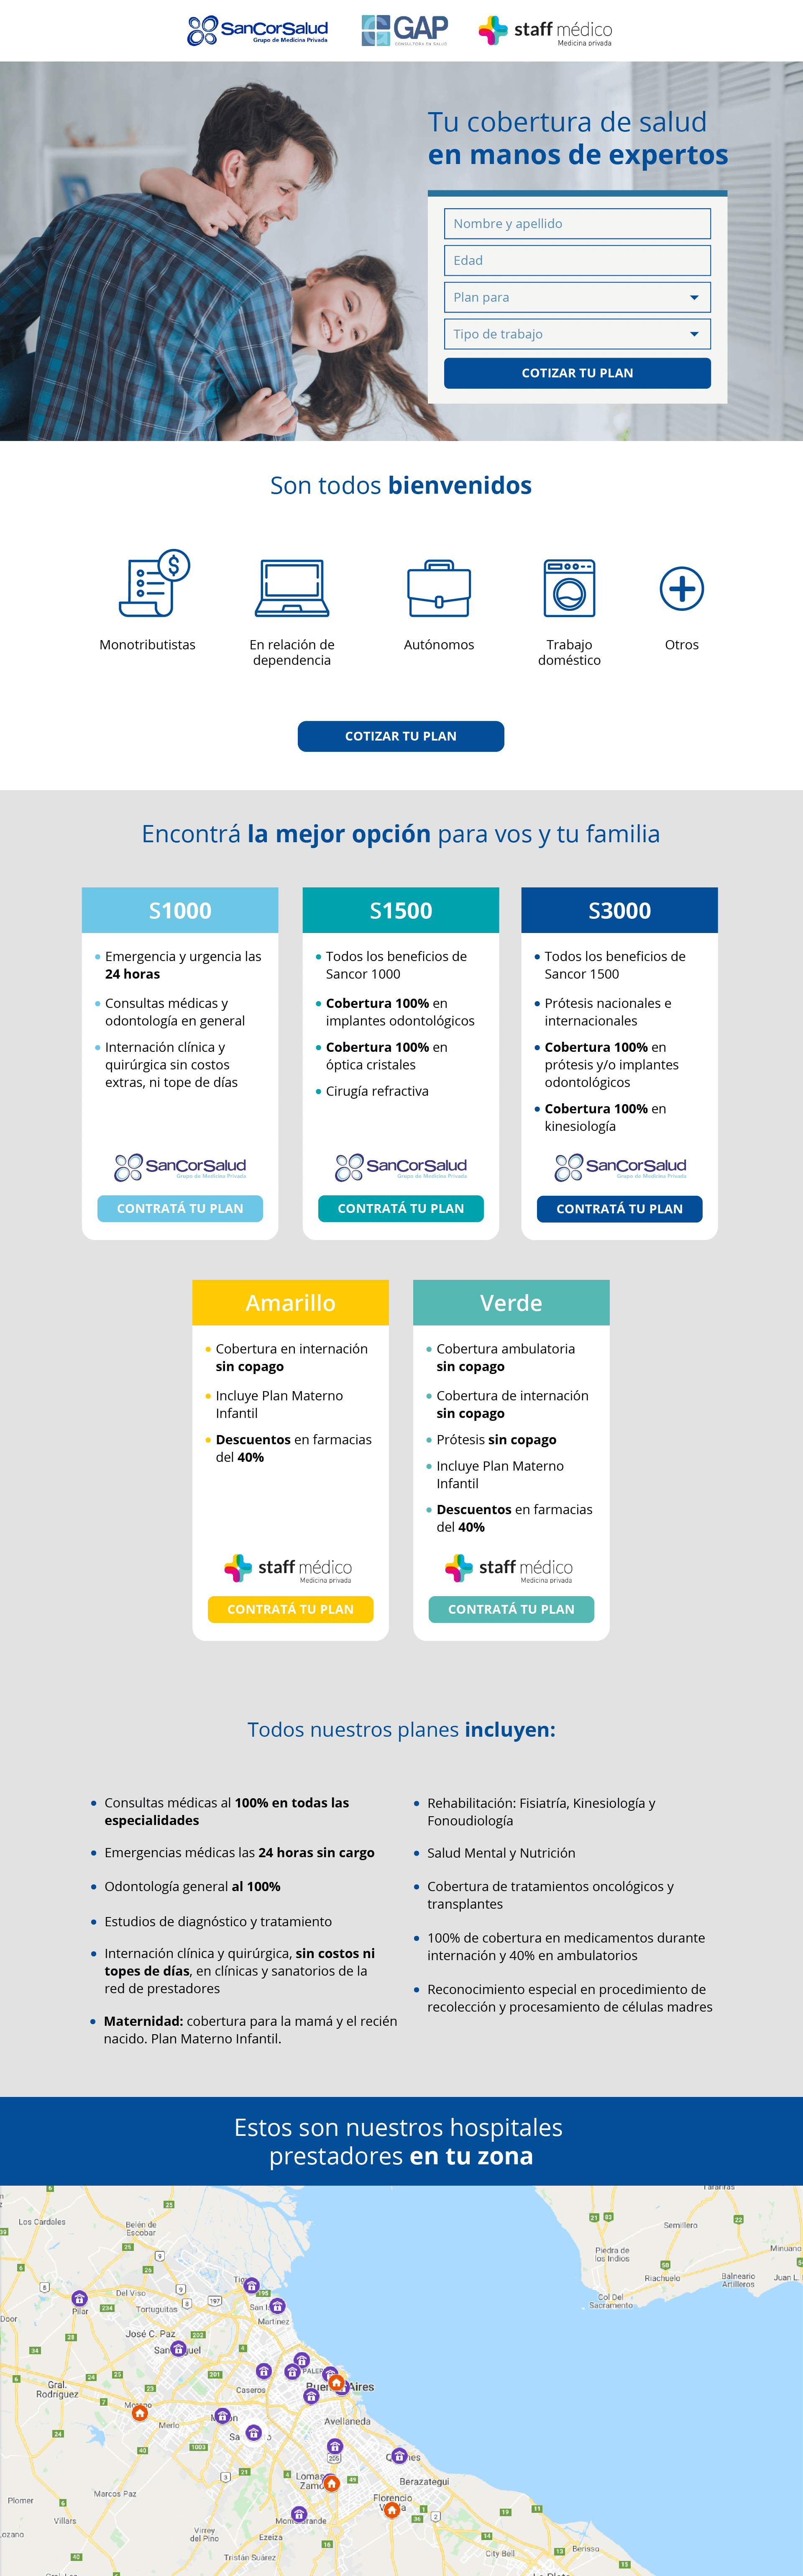 SanCorSalud
Grupo de Medicina Privada
GAP
CONSULTORA EN SALUD
staff médico
Medicina privada
Tu cobertura de salud
en manos de expertos
Nombre y apellido
Edad
Plan para
Tipo de trabajo
COTIZAR TU PLAN
Son todos bienvenidos
$
Monotributistas
En relación de
dependencia
Autónomos
Trabajo
doméstico
Otros
COTIZAR TU PLAN
Encontrá la mejor opción para vos y tu familia
S1000
Emergencia y urgencia las
24 horas
Consultas médicas y
odontología en general
Internación clínica y
quirúrgica sin costos
extras, ni tope de días
SanCorSalud
Grupo de Medicina Privada
CONTRATÁ TU PLAN
S1500
Todos los beneficios de
Sancor 1000
Cobertura 100% en
implantes odontológicos
Cobertura 100% en
óptica cristales
Cirugía refractiva
SanCorSalud
Grupo de Medicina Privada
CONTRATÁ TU PLAN
S3000
Todos los beneficios de
Sancor 1500
Prótesis nacionales e
internacionales
Cobertura 100% en
prótesis y/o implantes
odontológicos
Cobertura 100% en
kinesiología
SanCorSalud
Grupo de Medicina Privada
CONTRATÁ TU PLAN
Amarillo
Cobertura en internación
sin copago
Incluye Plan Materno
Infantil
Descuentos en farmacias
del 40%
staff médico
Medicina privada
CONTRATÁ TU PLAN
Verde
Cobertura ambulatoria
sin copago
Cobertura de internación
sin copago
Prótesis sin copago
Incluye Plan Materno
Infantil
Descuentos en farmacias
del 40%
staff médico
Medicina privada
CONTRATÁ TU PLAN
Todos nuestros planes incluyen:
Consultas médicas al 100% en todas las
especialidades
Emergencias médicas las 24 horas sin cargo
Odontología general al 100%
Estudios de diagnóstico y tratamiento
Internación clínica y quirúrgica, sin costos ni
topes de días, en clínicas y sanatorios de la
red de prestadores
Maternidad: cobertura para la mamá y el recién
nacido. Plan Materno Infantil.
Rehabilitación: Fisiatría, Kinesiología y
Fonoudiología
Salud Mental y Nutrición
Cobertura de tratamientos oncológicos y
transplantes
100% de cobertura en medicamentos durante
internación y 40% en ambulatorios
Reconocimiento especial en procedimiento de
recolección y procesamiento de células madres
Estos son nuestros hospitales
prestadores en tu zona
Los Cardales
Belén de
Escobar
Semillero
Piedra de
los Indios
Minuano
Riachuelo
Balneario
Artilleros
Juan L.
Col Del
Sacramento
Del Viso
Pilar
Tortuguitas
Martínez
José C. Paz
Gral.
Rodríguez
Caseros
Merlo
Avellaneda
Berazategui
Florencio
Marcos Paz
Plomer
Villars
Virrey
del Pino
Ezeiza
Tristán Suárez
City Bell
Berisso